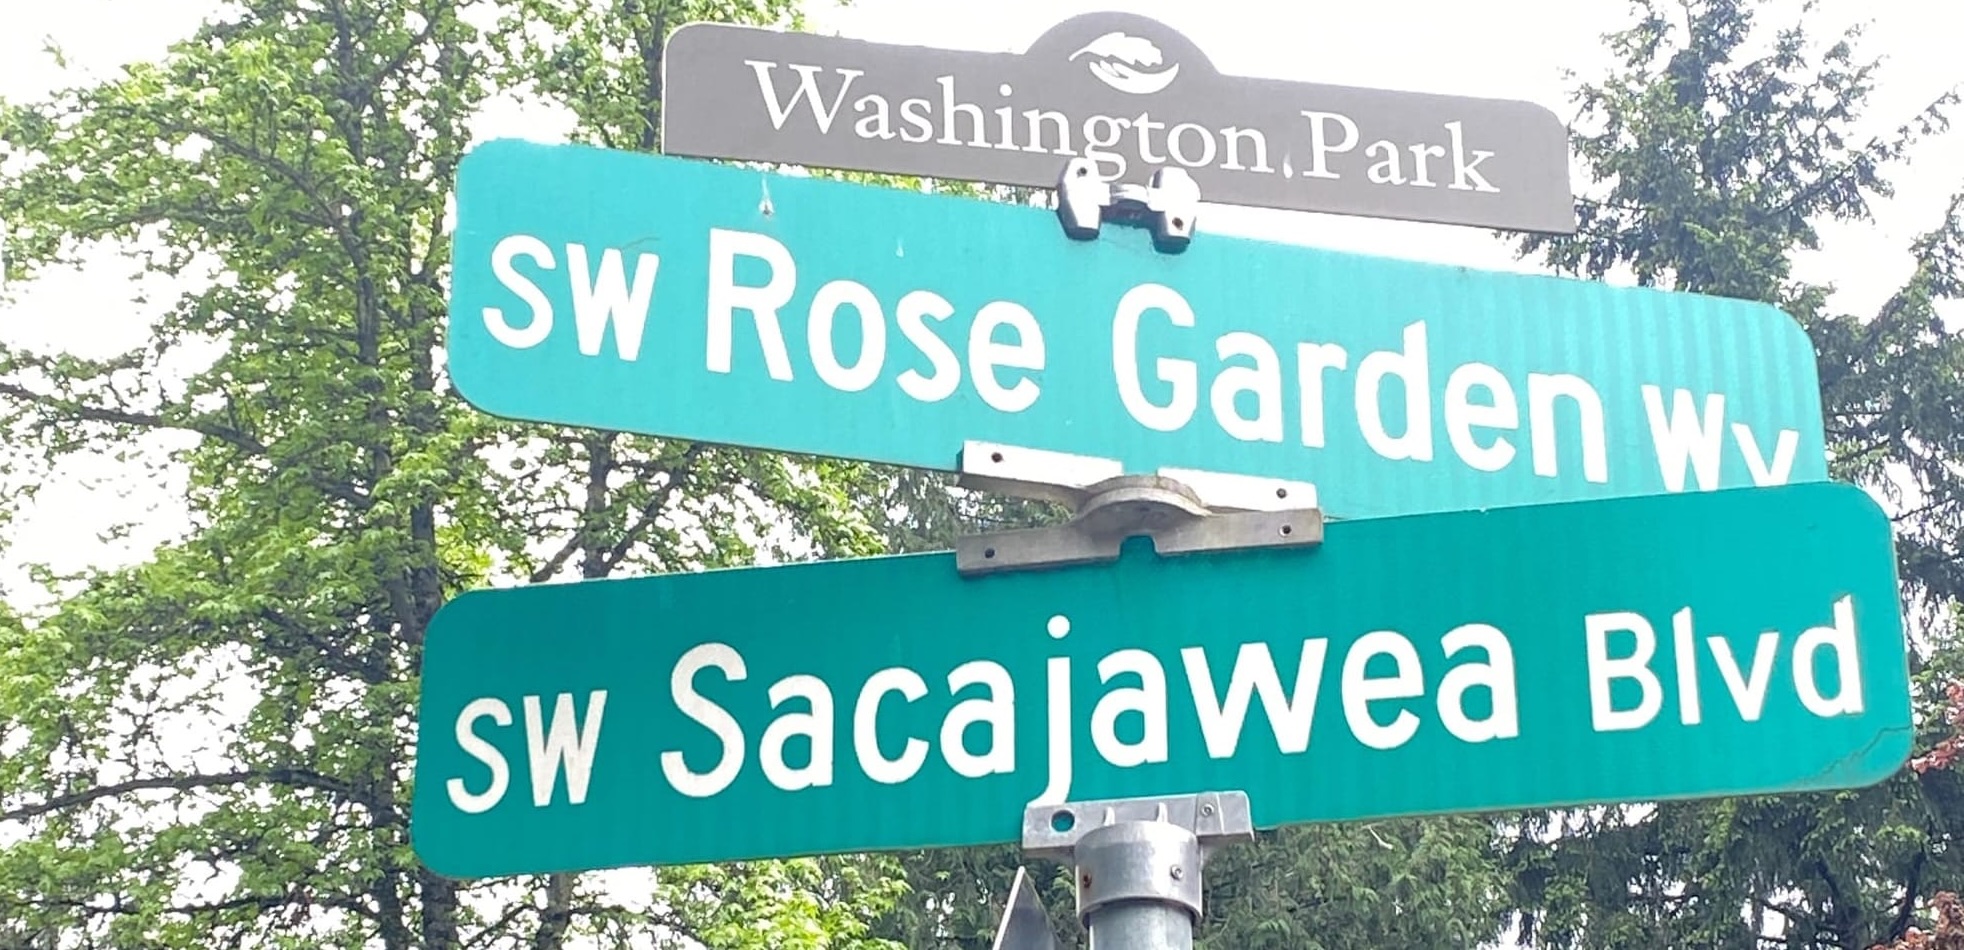 Washington Park
SW Rose Garden Wy
SW Sacajawea Blvd